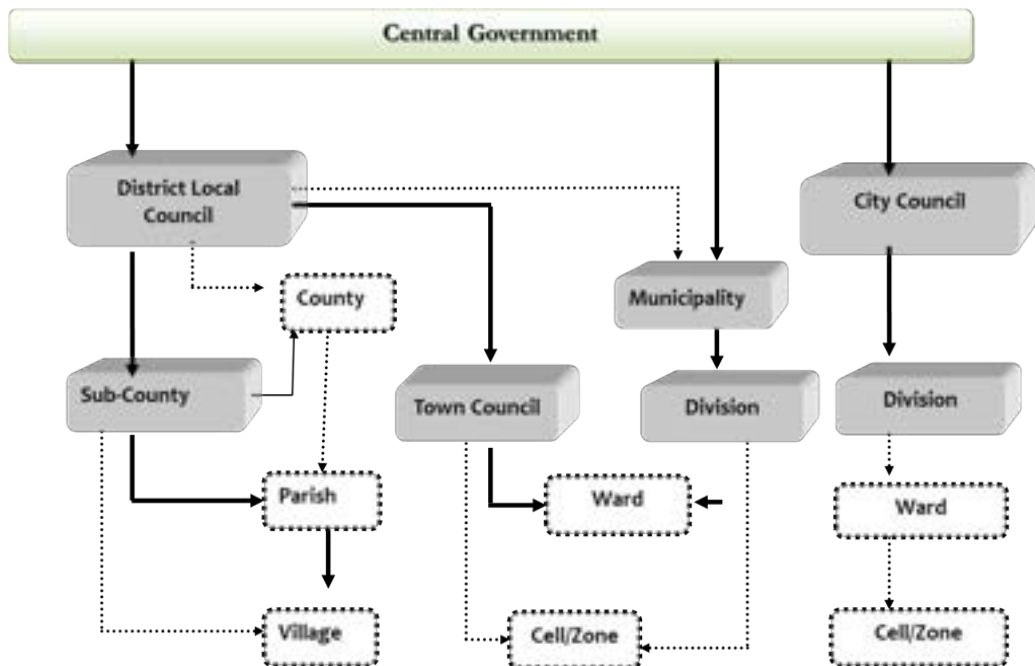 Central Government
District Local
Council
City Council
County
Municipality
Sub-County
Town Council
Division
Division
Parish
Ward
Ward
Village
Cell/Zone
Cell/Zone